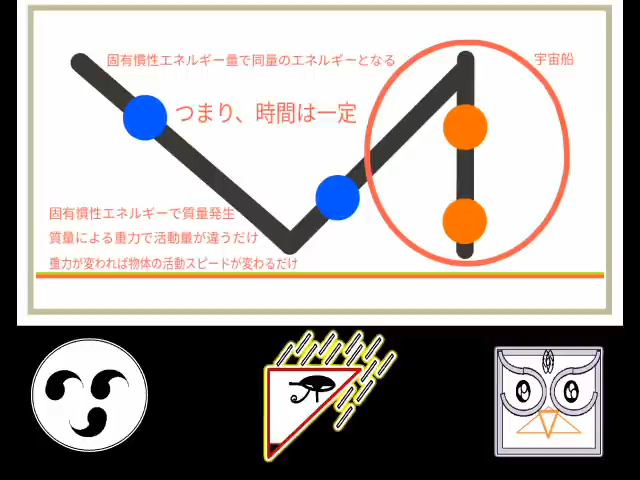 固有慣性エネルギー量で同量のエネルギーとなる
宇宙船
つまり、時間は一定
固有慣性エネルギーで質量発生
質量による重力で活動量が違うだけ
重力が変われば物体の活動スピードが変わるだけ